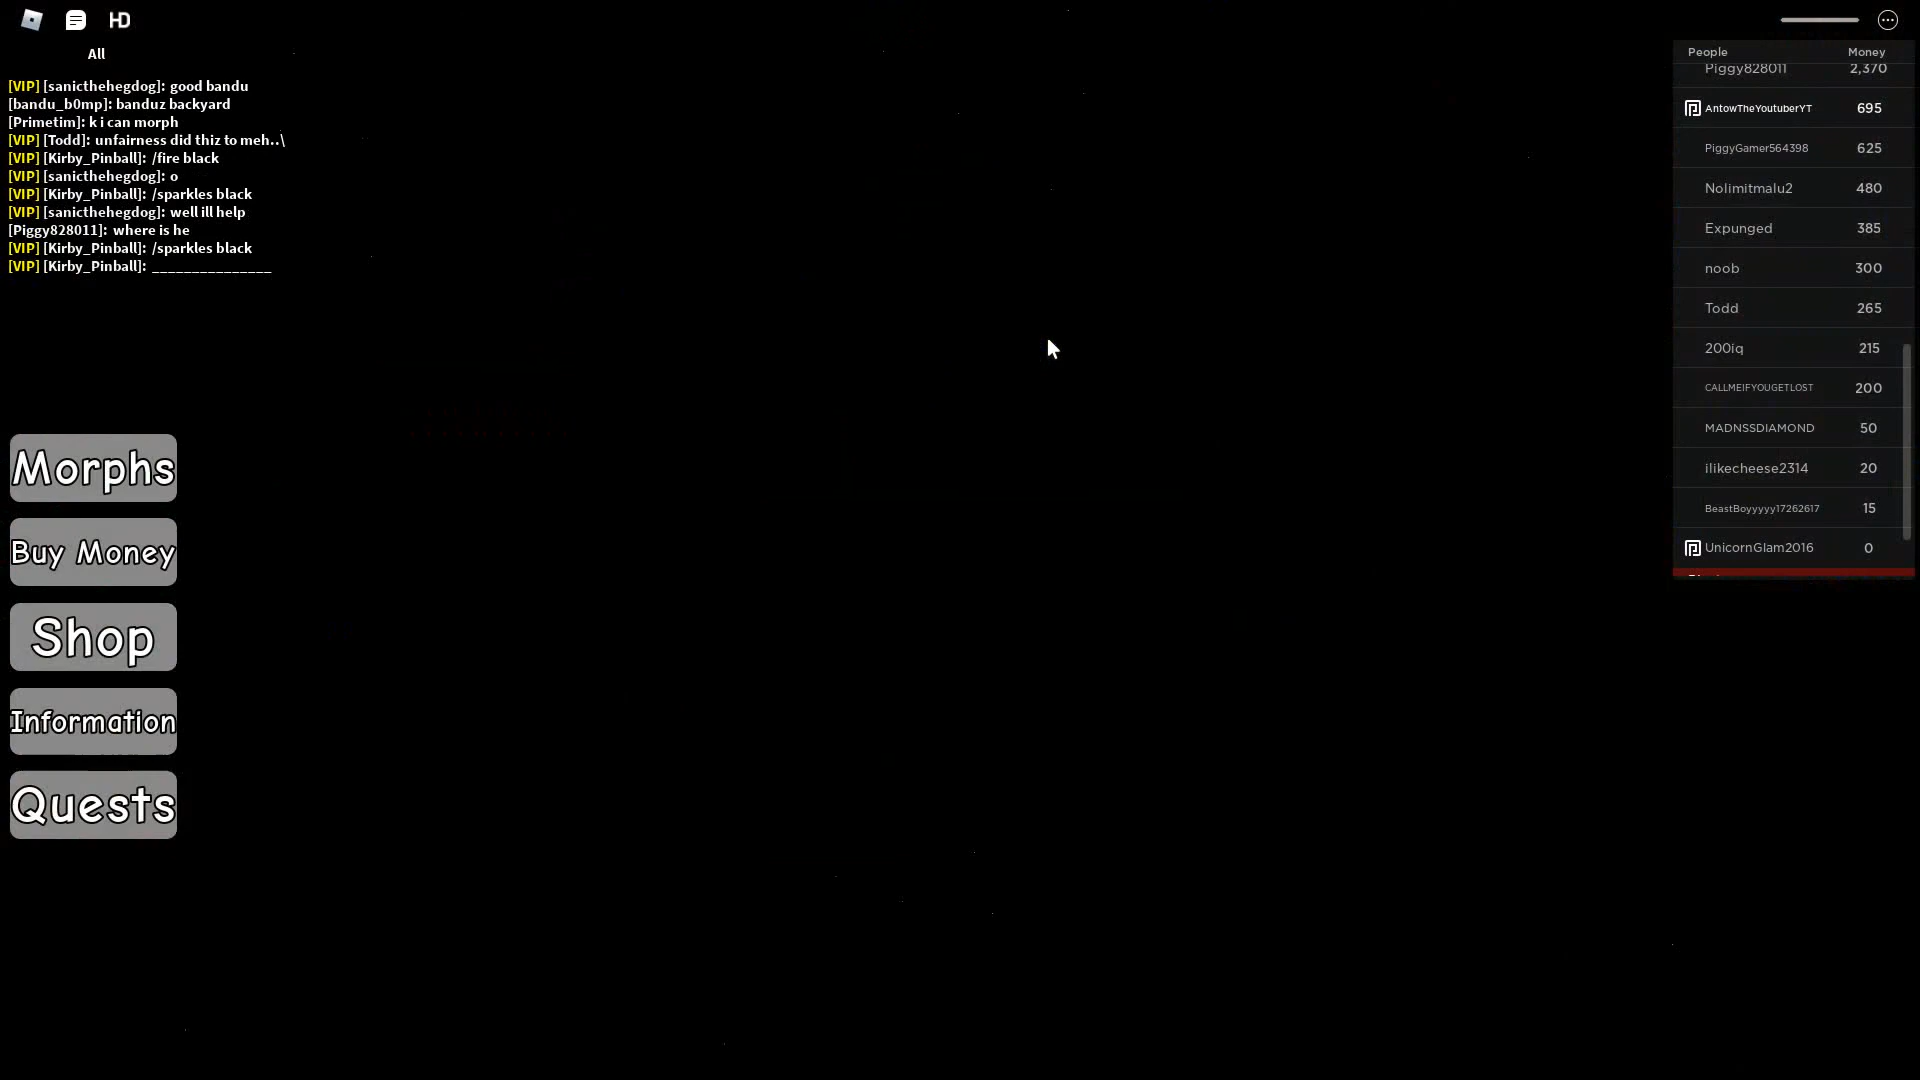 HD
All
[VIP] [sanicthehegdog]: good bandu
[bandu_b0mp]: banduz backyard
[Primetim]: k i can morph
[VIP] [Todd]: unfairness did thiz to meh..\
[VIP] [Kirby_Pinball]: /fire black
[VIP] [sanicthehegdog]: o
[VIP] [Kirby_Pinball]: /sparkles black
[VIP] [sanicthehegdog]: well ill help
[Piggy828011]: where is he
[VIP] [Kirby_Pinball]: /sparkles black
[VIP] [Kirby_Pinball]: _______________
Morphs
Buy Money
Shop
Information
Quests
People Money
Piggy828011 2,370
AntowTheYoutuberYT 695
PiggyGamer564398 625
Nolimitmalu2 480
Expunged 385
noob 300
Todd 265
200iq 215
CALLMEIFYOUGETLOST 200
MADNSSDIAMOND 50
ilikecheese2314 20
BeastBoyyyyy17262617 15
UnicornGlam2016 0